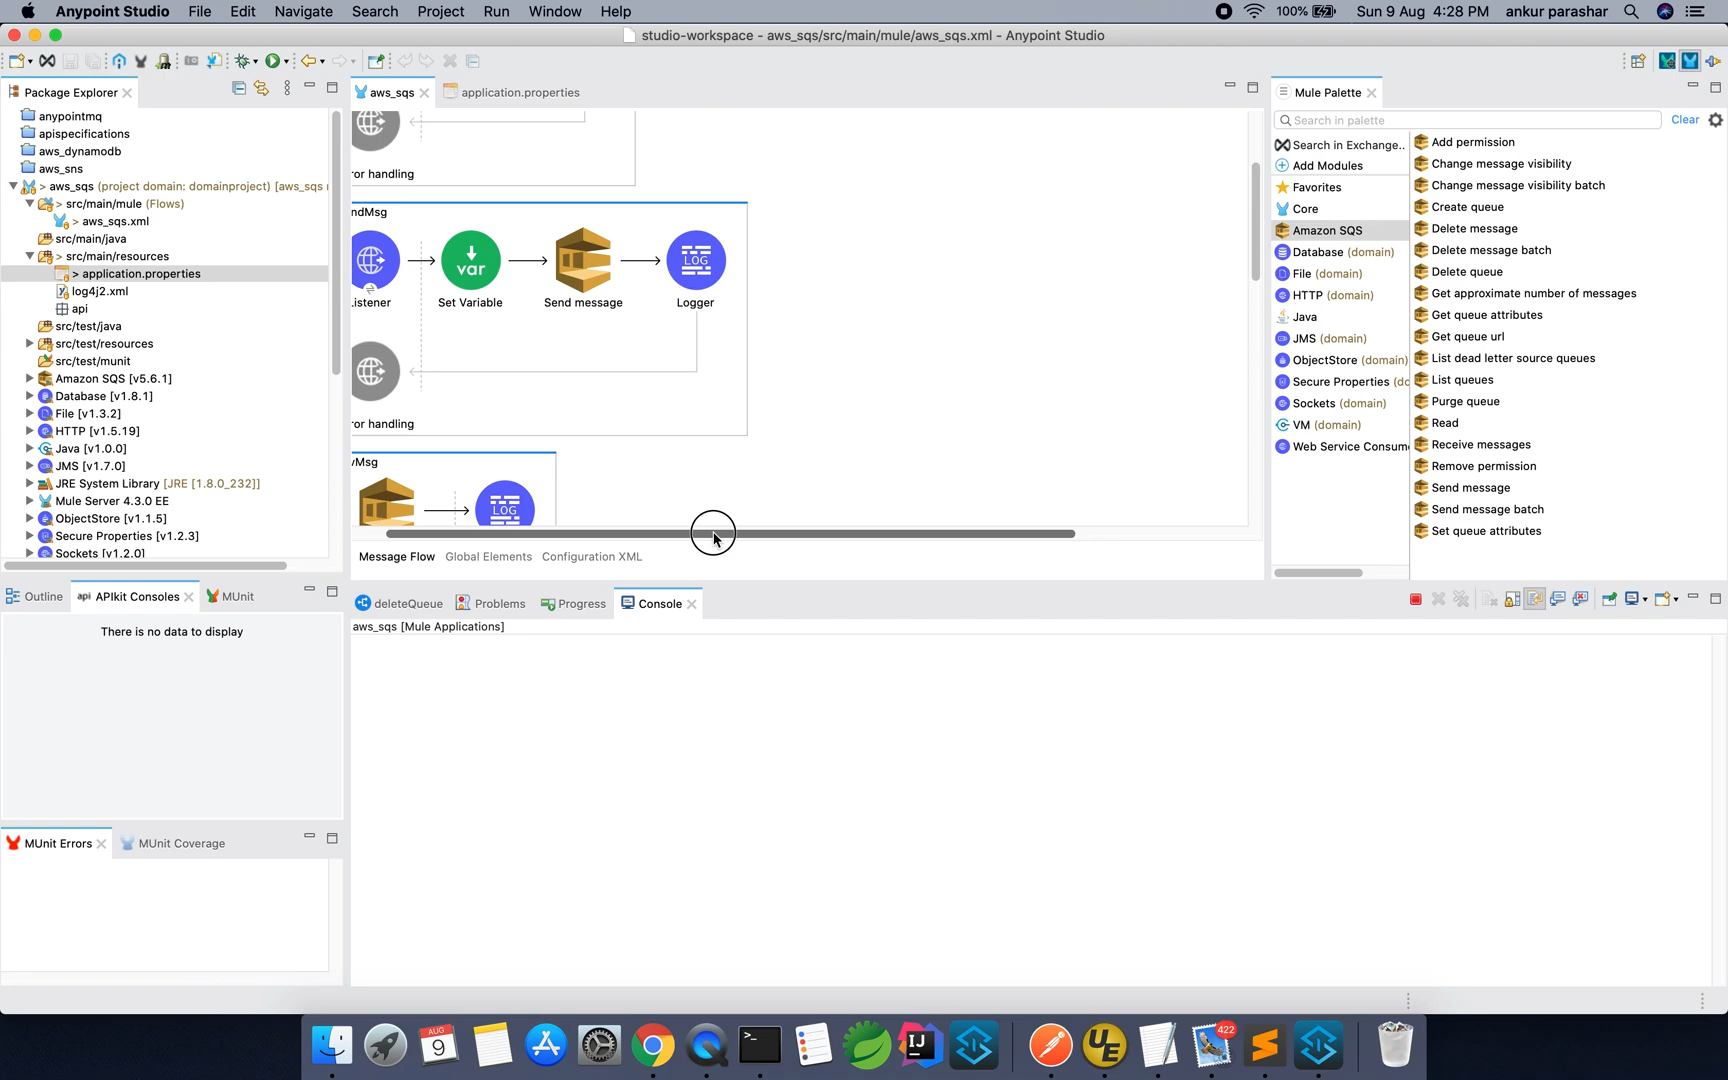 Anypoint Studio File Edit Navigate Search Project Run Window Help
100% Sun 9 Aug 4:28 PM ankur parashar
studio-workspace - aws_sqs/src/main/mule/aws_sqs.xml - Anypoint Studio
Package Explorer
anypointmq
apispecifications
aws_dynamodb
aws_sns
> aws_sqs (project domain: domainproject) [aws_sqs
> src/main/mule (Flows)
> aws_sqs.xml
src/main/java
> src/main/resources
> application.properties
log4j2.xml
api
src/test/java
src/test/resources
src/test/munit
Amazon SQS [v5.6.1]
Database [v1.8.1]
File [v1.3.2]
HTTP [v1.5.19]
Java [v1.0.0]
JMS [v1.7.0]
JRE System Library [JRE [1.8.0_232]]
Mule Server 4.3.0 EE
ObjectStore [v1.1.5]
Secure Properties [v1.2.3]
Sockets [v1.2.0]
aws_sqs
application.properties
ror handling
ndMsg
var
LOG
istener
Set Variable
Send message
Logger
ror handling
vMsg
LOG
Message Flow Global Elements Configuration XML
Mule Palette
Search in palette
Clear
Search in Exchange..
Add Modules
Favorites
Core
Amazon SQS
Database (domain)
File (domain)
HTTP (domain)
Java
JMS (domain)
ObjectStore (domain)
Secure Properties (do
Sockets (domain)
VM (domain)
Web Service Consum
Add permission
Change message visibility
Change message visibility batch
Create queue
Delete message
Delete message batch
Delete queue
Get approximate number of messages
Get queue attributes
Get queue url
List dead letter source queues
List queues
Purge queue
Read
Receive messages
Remove permission
Send message
Send message batch
Set queue attributes
Outline
api APIkit Consoles
MUnit
There is no data to display
MUnit Errors
MUnit Coverage
deleteQueue
Problems
Progress
Console
aws_sqs [Mule Applications]
AUG
9
>_
IJ
UE
422